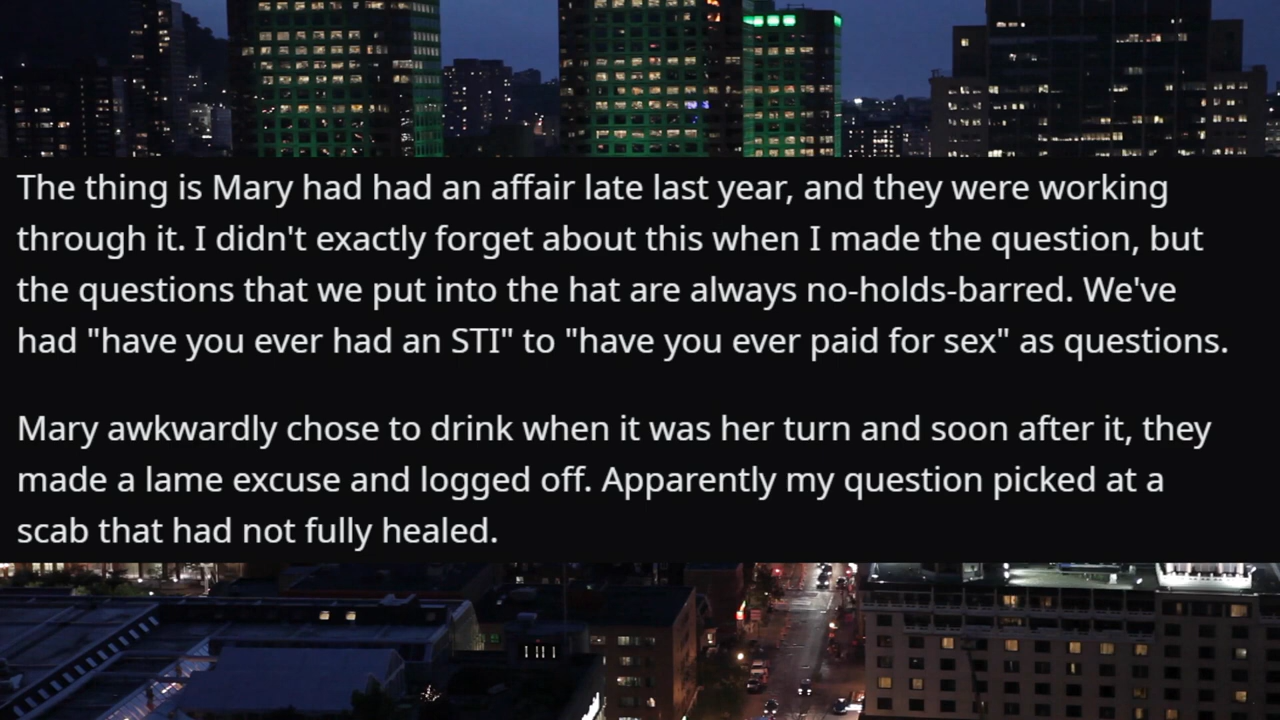 The thing is Mary had had an affair late last year, and they were working
through it. I didn't exactly forget about this when I made the question, but
the questions that we put into the hat are always no-holds-barred. We've
had "have you ever had an STI" to "have you ever paid for sex" as questions.
Mary awkwardly chose to drink when it was her turn and soon after it, they
made a lame excuse and logged off. Apparently my question picked at a
scab that had not fully healed.